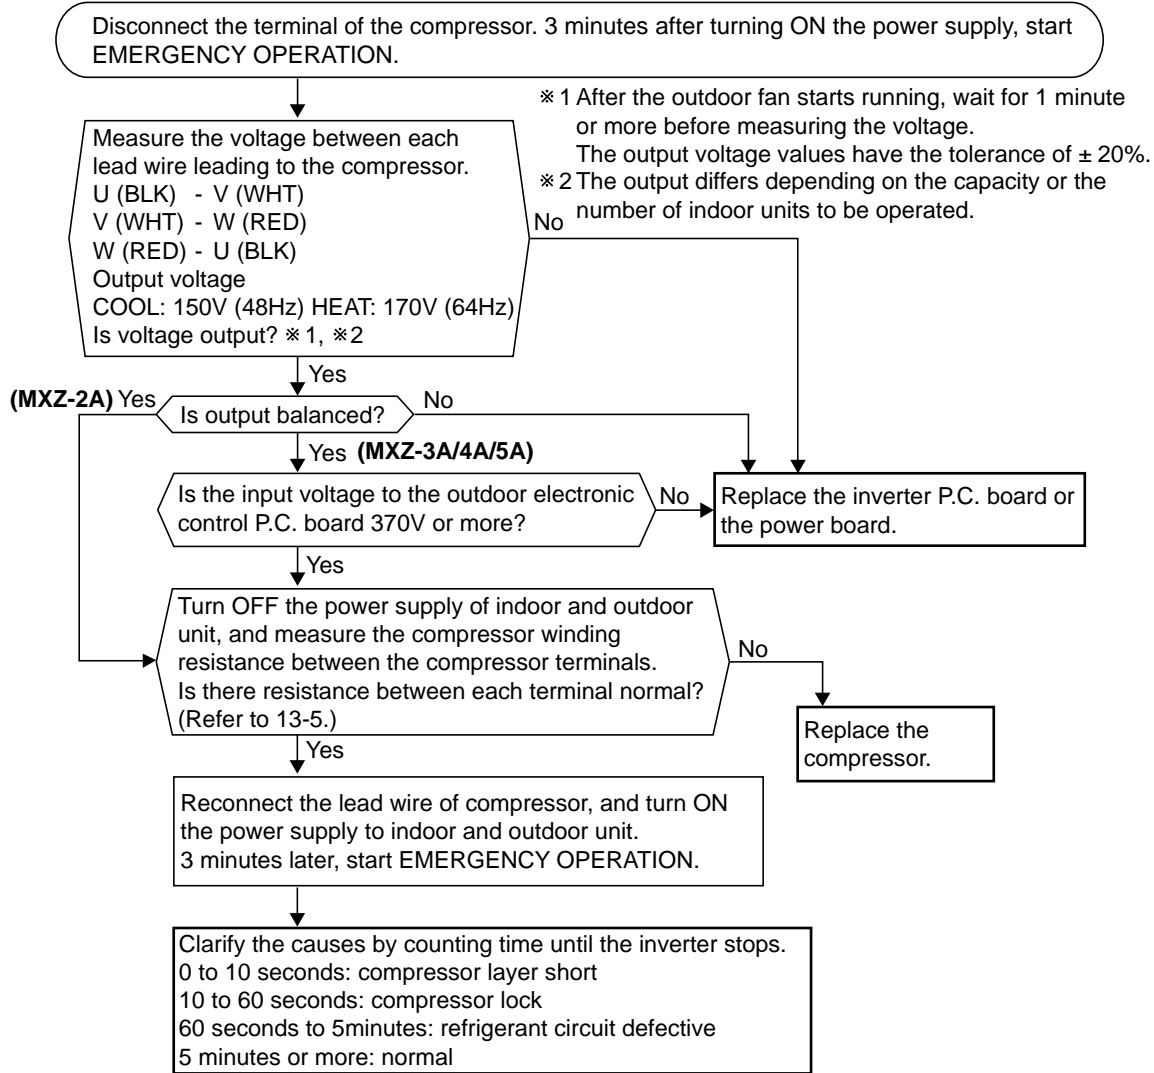 Disconnect the terminal of the compressor. 3 minutes after turning ON the power supply, start
EMERGENCY OPERATION.
※1 After the outdoor fan starts running, wait for 1 minute
or more before measuring the voltage.
The output voltage values have the tolerance of ± 20%.
※2 The output differs depending on the capacity or the
number of indoor units to be operated.
Measure the voltage between each
lead wire leading to the compressor.
U (BLK) - V (WHT)
V (WHT) - W (RED)
W (RED) - U (BLK)
Output voltage
COOL: 150V (48Hz) HEAT: 170V (64Hz)
Is voltage output? ※1, ※2
No
Yes
(MXZ-2A) Yes
Is output balanced?
No
Yes (MXZ-3A/4A/5A)
Is the input voltage to the outdoor electronic
control P.C. board 370V or more?
No
Replace the inverter P.C. board or
the power board.
Yes
Turn OFF the power supply of indoor and outdoor
unit, and measure the compressor winding
resistance between the compressor terminals.
Is there resistance between each terminal normal?
(Refer to 13-5.)
No
Replace the
compressor.
Yes
Reconnect the lead wire of compressor, and turn ON
the power supply to indoor and outdoor unit.
3 minutes later, start EMERGENCY OPERATION.
Clarify the causes by counting time until the inverter stops.
0 to 10 seconds: compressor layer short
10 to 60 seconds: compressor lock
60 seconds to 5minutes: refrigerant circuit defective
5 minutes or more: normal